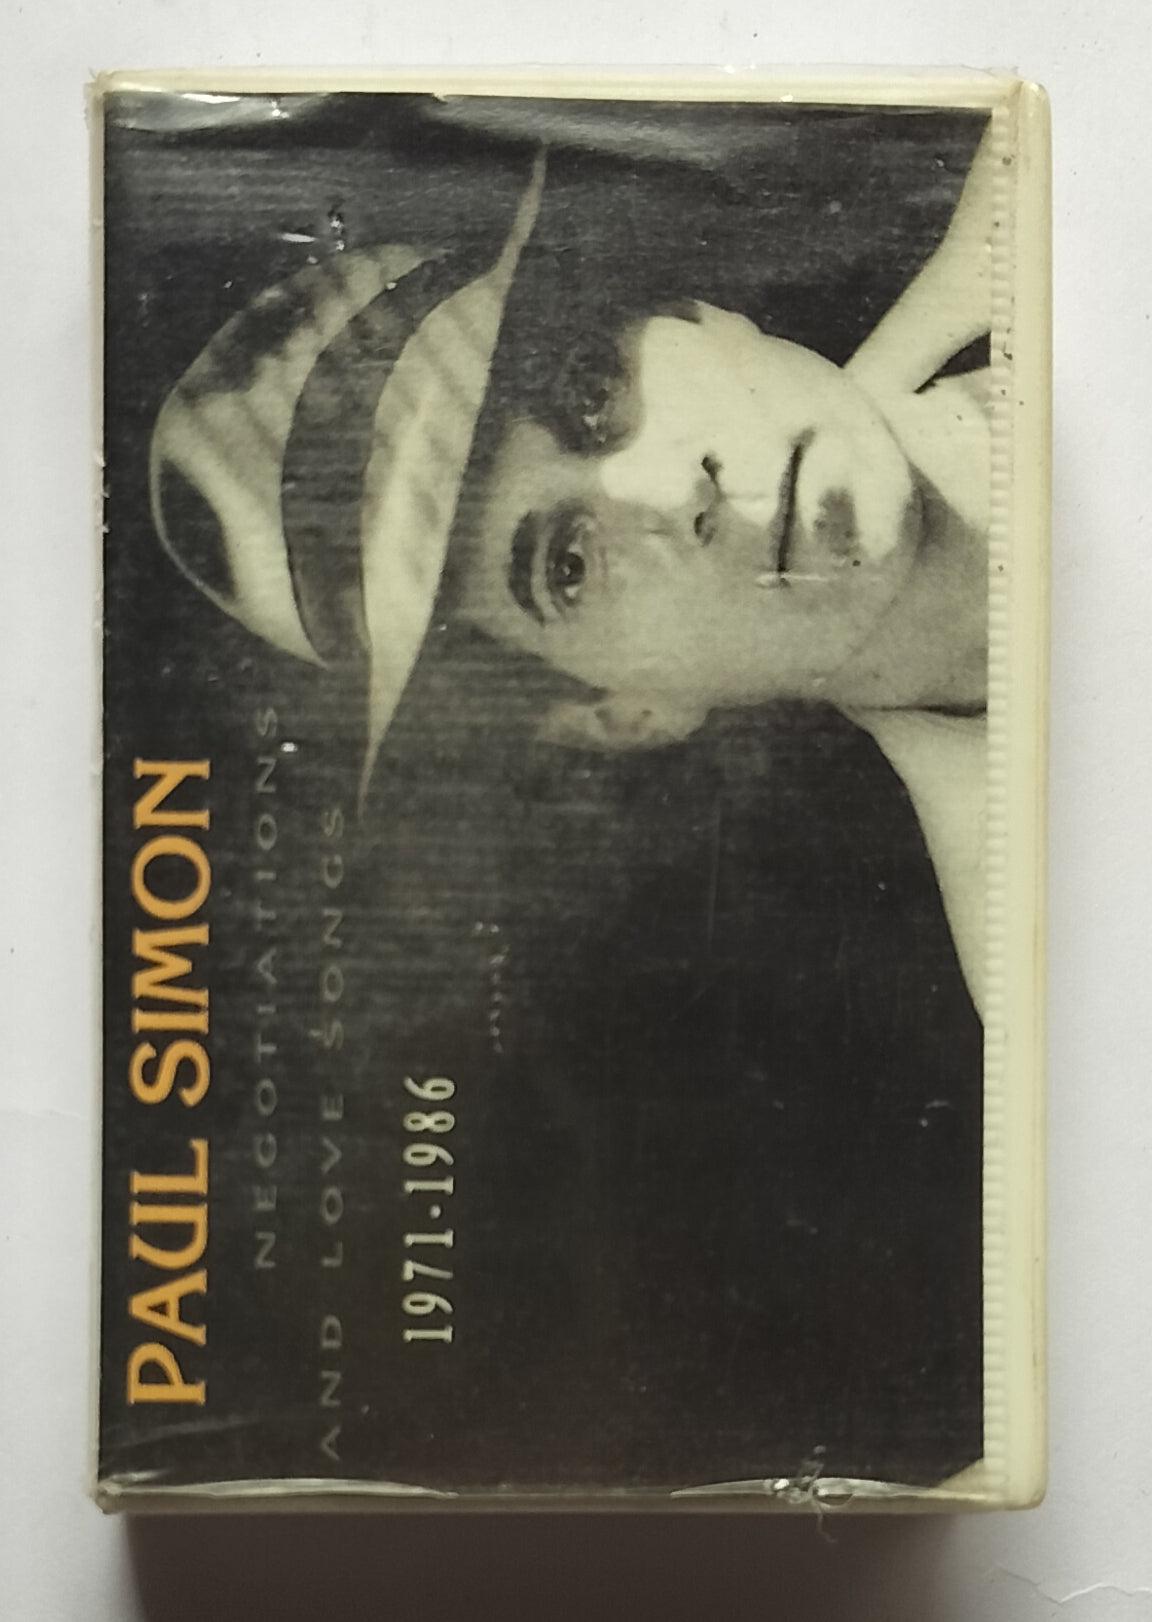 PAUL SIMON
NEGOTIATIONS
AND LOVE SONGS
1971·1986